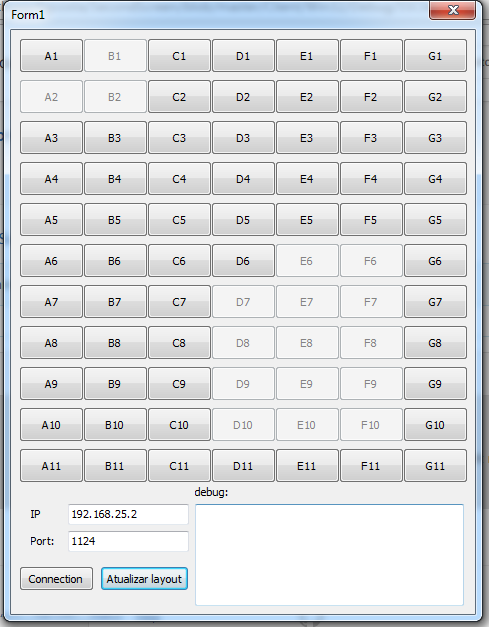 Form1
A1 B1 C1 D1 E1 F1 G1
A2 B2 C2 D2 E2 F2 G2
A3 B3 C3 D3 E3 F3 G3
A4 B4 C4 D4 E4 F4 G4
A5 B5 C5 D5 E5 F5 G5
A6 B6 C6 D6 E6 F6 G6
A7 B7 C7 D7 E7 F7 G7
A8 B8 C8 D8 E8 F8 G8
A9 B9 C9 D9 E9 F9 G9
A10 B10 C10 D10 E10 F10 G10
A11 B11 C11 D11 E11 F11 G11
debug:
IP 192.168.25.2
Port: 1124
Connection Atualizar layout